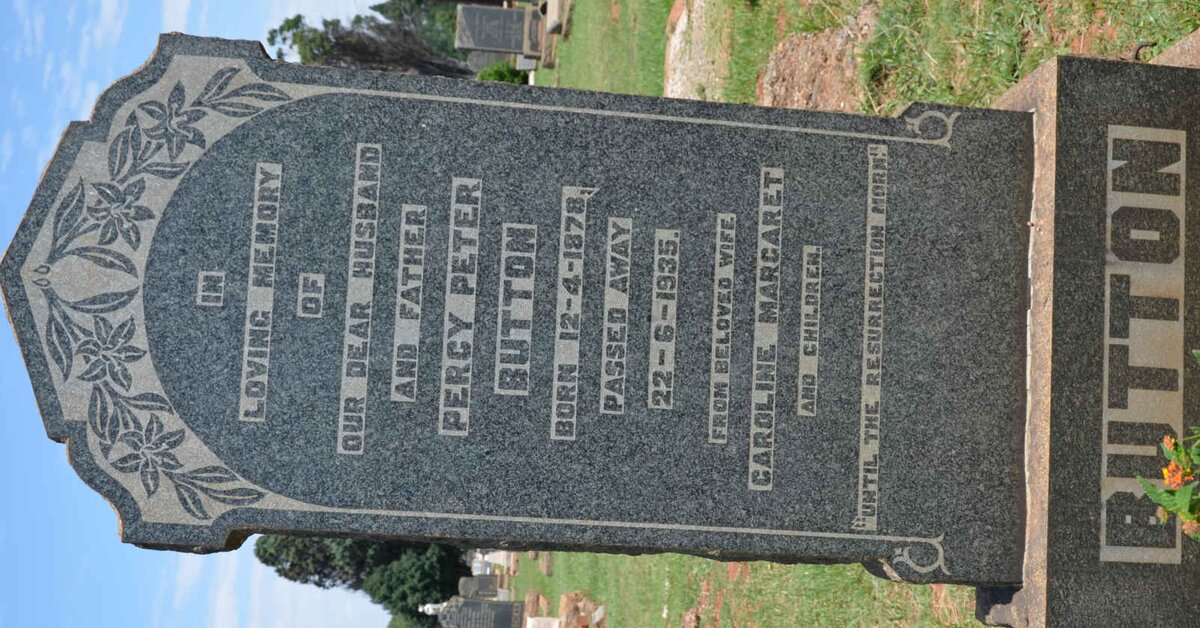 IN
LOVING MEMORY
OF
OUR DEAR HUSBAND
AND FATHER
PERCY PETER
BUTTON
BORN 12-4-1878,
PASSED AWAY
22-6-1935
FROM BELOVED WIFE
CAROLINE MARGARET
AND CHILDREN.
"UNTIL THE RESURRECTION MORN."
BUTTON